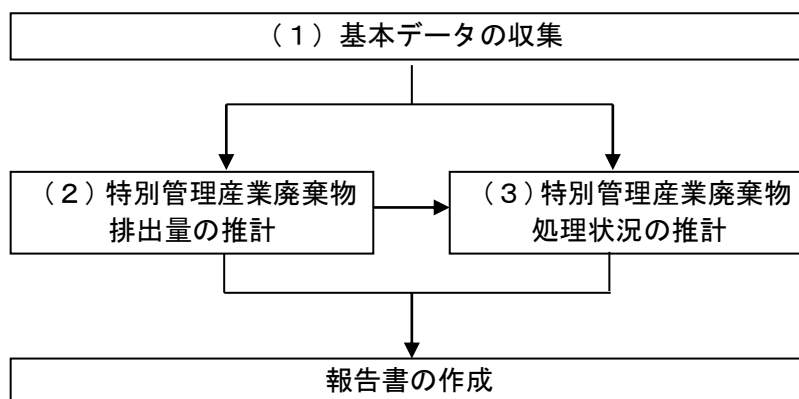 （１）基本データの収集
（２）特別管理産業廃棄物
排出量の推計
（３）特別管理産業廃棄物
処理状況の推計
報告書の作成